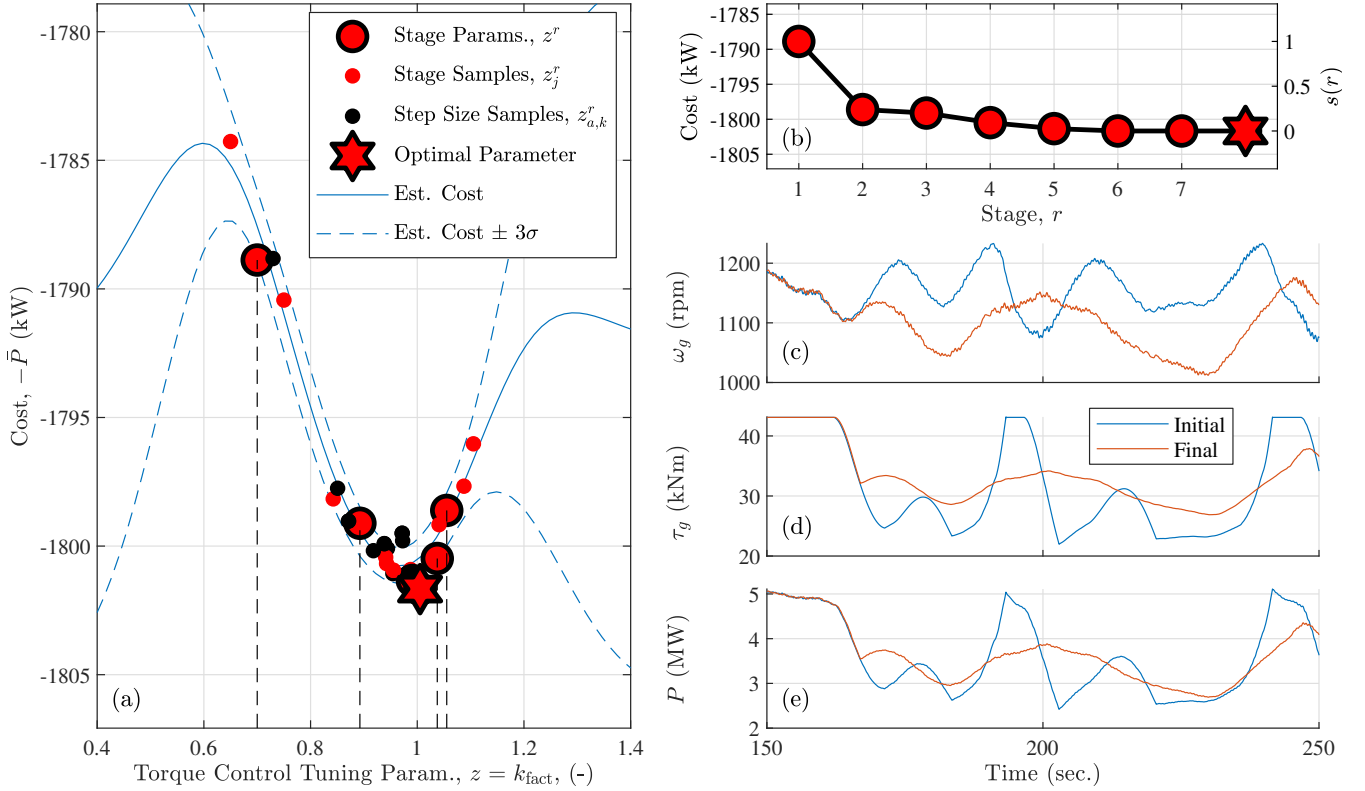 -1780
-1785
-1790
-1795
-1800
-1805
Cost, −P̄ (kW)
0.4
0.6
0.8
1
1.2
1.4
Torque Control Tuning Param., z = k_fact, (-)
(a)
Stage Params., z^r
Stage Samples, z_j^r
Step Size Samples, z_{a,k}^r
Optimal Parameter
Est. Cost
Est. Cost ± 3σ
-1785
-1790
-1795
-1800
-1805
Cost (kW)
(b)
1
0.5
0
s(r)
1
2
3
4
5
6
7
Stage, r
1200
1100
1000
ω_g (rpm)
(c)
40
30
20
τ_g (kNm)
(d)
Initial
Final
5
4
3
2
P (MW)
(e)
150
200
250
Time (sec.)